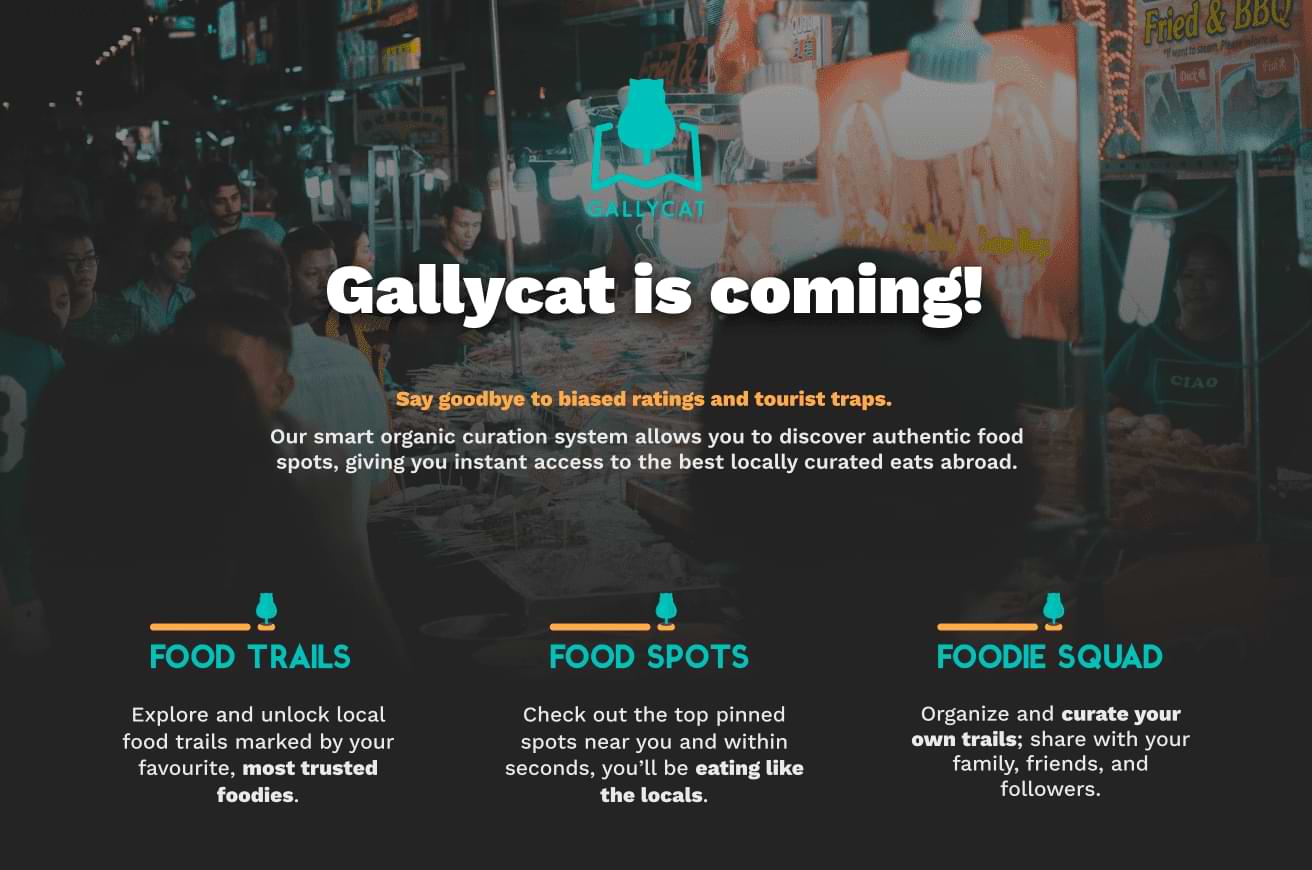 Fried & BBQ
Duck
Fish
GALLYCAT
Gallycat is coming!
CIAO
Say goodbye to biased ratings and tourist traps.
Our smart organic curation system allows you to discover authentic food
spots, giving you instant access to the best locally curated eats abroad.
FOOD TRAILS
Explore and unlock local
food trails marked by your
favourite, most trusted
foodies.
FOOD SPOTS
Check out the top pinned
spots near you and within
seconds, you’ll be eating like
the locals.
FOODIE SQUAD
Organize and curate your
own trails; share with your
family, friends, and
followers.